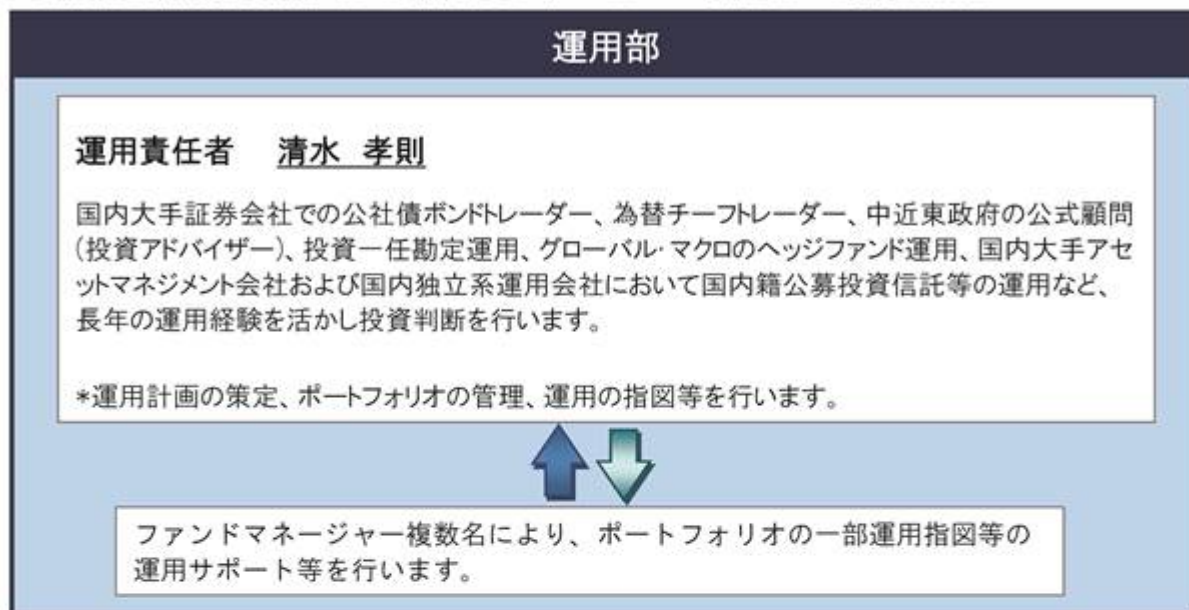 運用部
運用責任者　清水 孝則
国内大手証券会社での公社債ボンドトレーダー、為替チーフトレーダー、中近東政府の公式顧問
(投資アドバイザー)、投資一任勘定運用、グローバル・マクロのヘッジファンド運用、国内大手アセ
ットマネジメント会社および国内独立系運用会社において国内籍公募投資信託等の運用など、
長年の運用経験を活かし投資判断を行います。
*運用計画の策定、ポートフォリオの管理、運用の指図等を行います。
ファンドマネージャー複数名により、ポートフォリオの一部運用指図等の
運用サポート等を行います。